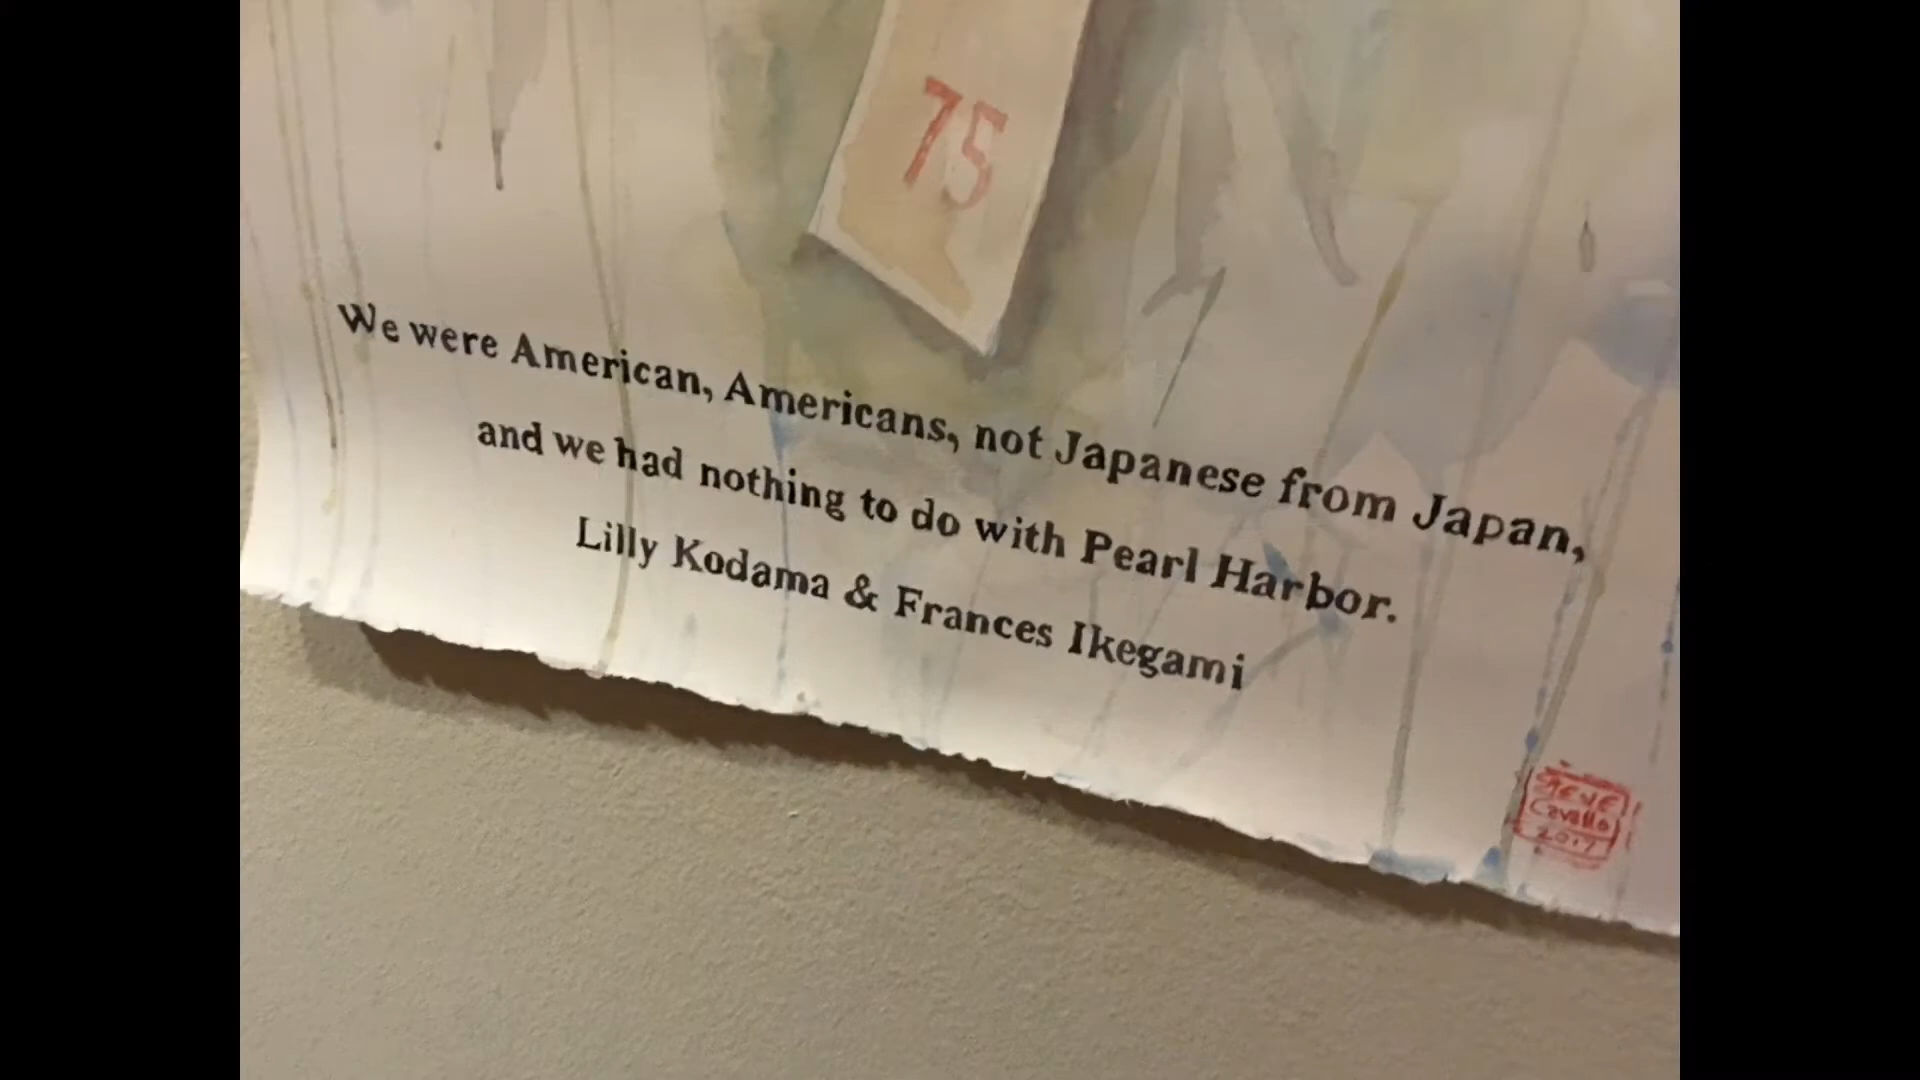 75
We were American, Americans, not Japanese from Japan,
and we had nothing to do with Pearl Harbor.
Lilly Kodama & Frances Ikegami
STEVE
Cavallo
2017